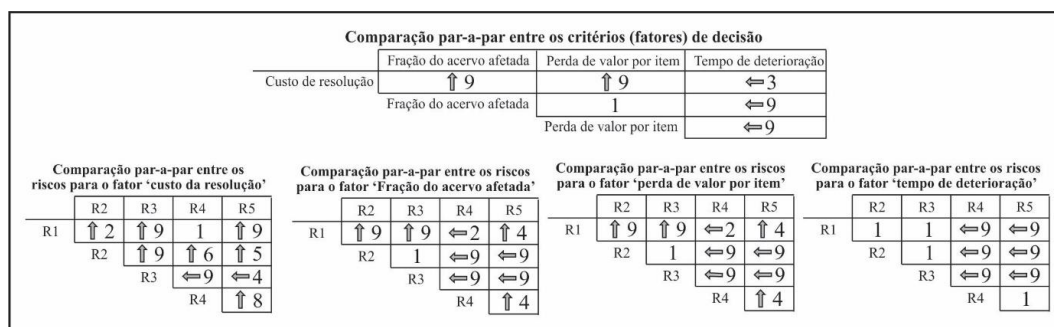 Comparação par-a-par entre os critérios (fatores) de decisão
Fração do acervo afetada Perda de valor por item Tempo de deterioração
Custo de resolução ⇑ 9 ⇑ 9 ⇐ 3
Fração do acervo afetada 1 ⇐ 9
Perda de valor por item ⇐ 9
Comparação par-a-par entre os
riscos para o fator ‘custo da resolução’
R2 R3 R4 R5
R1 ⇑ 2 ⇑ 9 1 ⇑ 9
R2 ⇑ 9 ⇑ 6 ⇑ 5
R3 ⇐ 9 ⇐ 4
R4 ⇑ 8
Comparação par-a-par entre os riscos
para o fator ‘Fração do acervo afetada’
R2 R3 R4 R5
R1 ⇑ 9 ⇑ 9 ⇐ 2 ⇑ 4
R2 1 ⇐ 9 ⇐ 9
R3 ⇐ 9 ⇐ 9
R4 ⇑ 4
Comparação par-a-par entre os riscos
para o fator ‘perda de valor por item’
R2 R3 R4 R5
R1 ⇑ 9 ⇑ 9 ⇐ 2 ⇑ 4
R2 1 ⇐ 9 ⇐ 9
R3 ⇐ 9 ⇐ 9
R4 ⇑ 4
Comparação par-a-par entre os riscos
para o fator ‘tempo de deterioração’
R2 R3 R4 R5
R1 1 1 ⇐ 9 ⇐ 9
R2 1 ⇐ 9 ⇐ 9
R3 ⇐ 9 ⇐ 9
R4 1